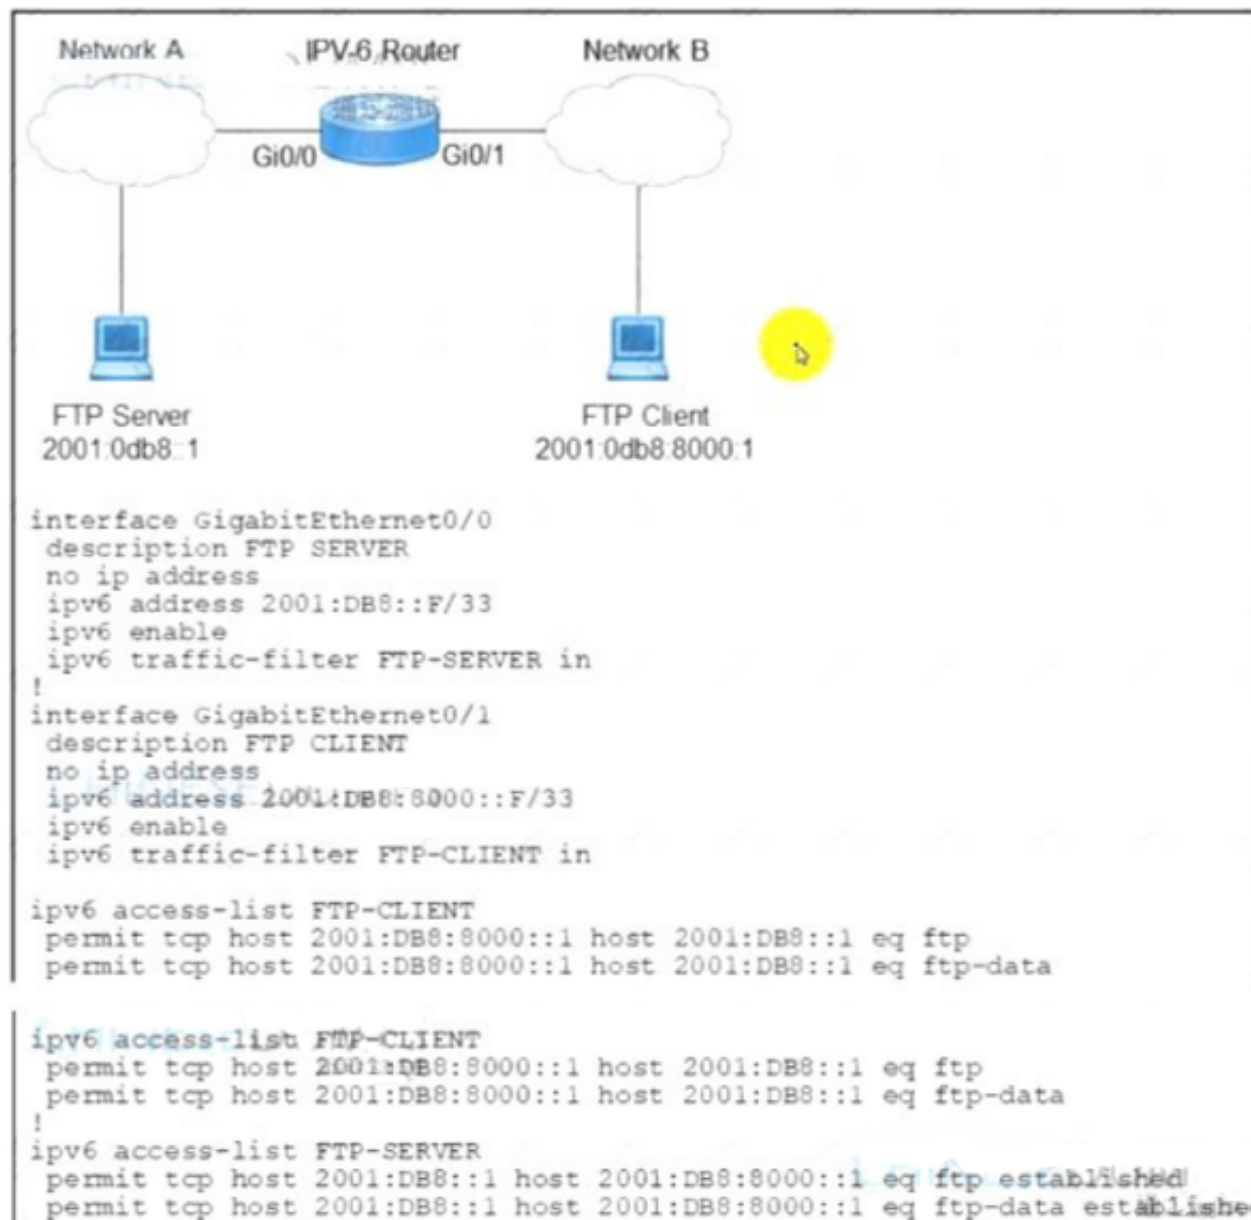 Network A
IPV-6 Router
Network B
Gi0/0
Gi0/1
FTP Server
2001:0db8::1
FTP Client
2001:0db8:8000:1
interface GigabitEthernet0/0
description FTP SERVER
no ip address
ipv6 address 2001:DB8::F/33
ipv6 enable
ipv6 traffic-filter FTP-SERVER in
!
interface GigabitEthernet0/1
description FTP CLIENT
no ip address
ipv6 address 2001:DB8:8000::F/33
ipv6 enable
ipv6 traffic-filter FTP-CLIENT in
ipv6 access-list FTP-CLIENT
permit tcp host 2001:DB8:8000::1 host 2001:DB8::1 eq ftp
permit tcp host 2001:DB8:8000::1 host 2001:DB8::1 eq ftp-data
ipv6 access-list FTP-CLIENT
permit tcp host 2001:DB8:8000::1 host 2001:DB8::1 eq ftp
permit tcp host 2001:DB8:8000::1 host 2001:DB8::1 eq ftp-data
!
ipv6 access-list FTP-SERVER
permit tcp host 2001:DB8::1 host 2001:DB8:8000::1 eq ftp established
permit tcp host 2001:DB8::1 host 2001:DB8:8000::1 eq ftp-data establishe